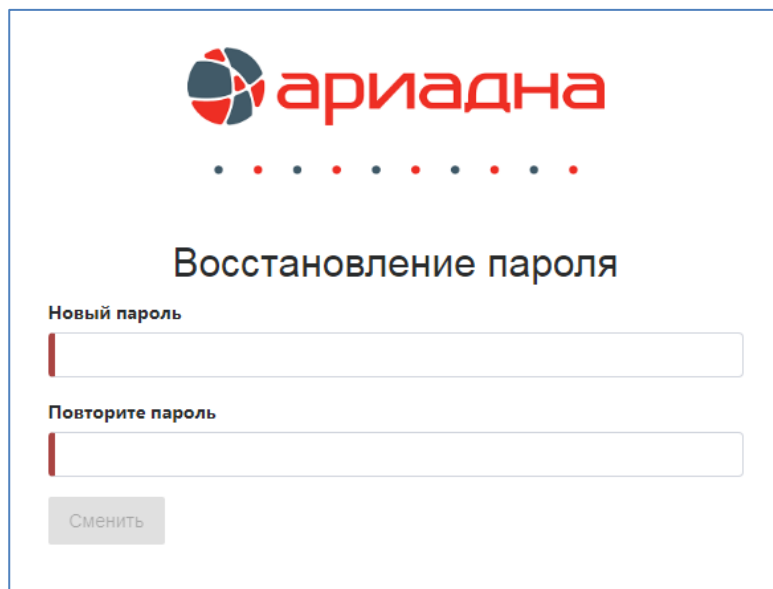 ариадна
Восстановление пароля
Новый пароль
Повторите пароль
Сменить